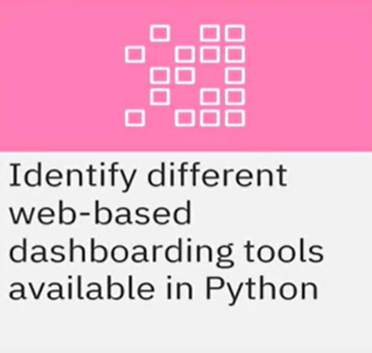 Identify different
web-based
dashboarding tools
available in Python